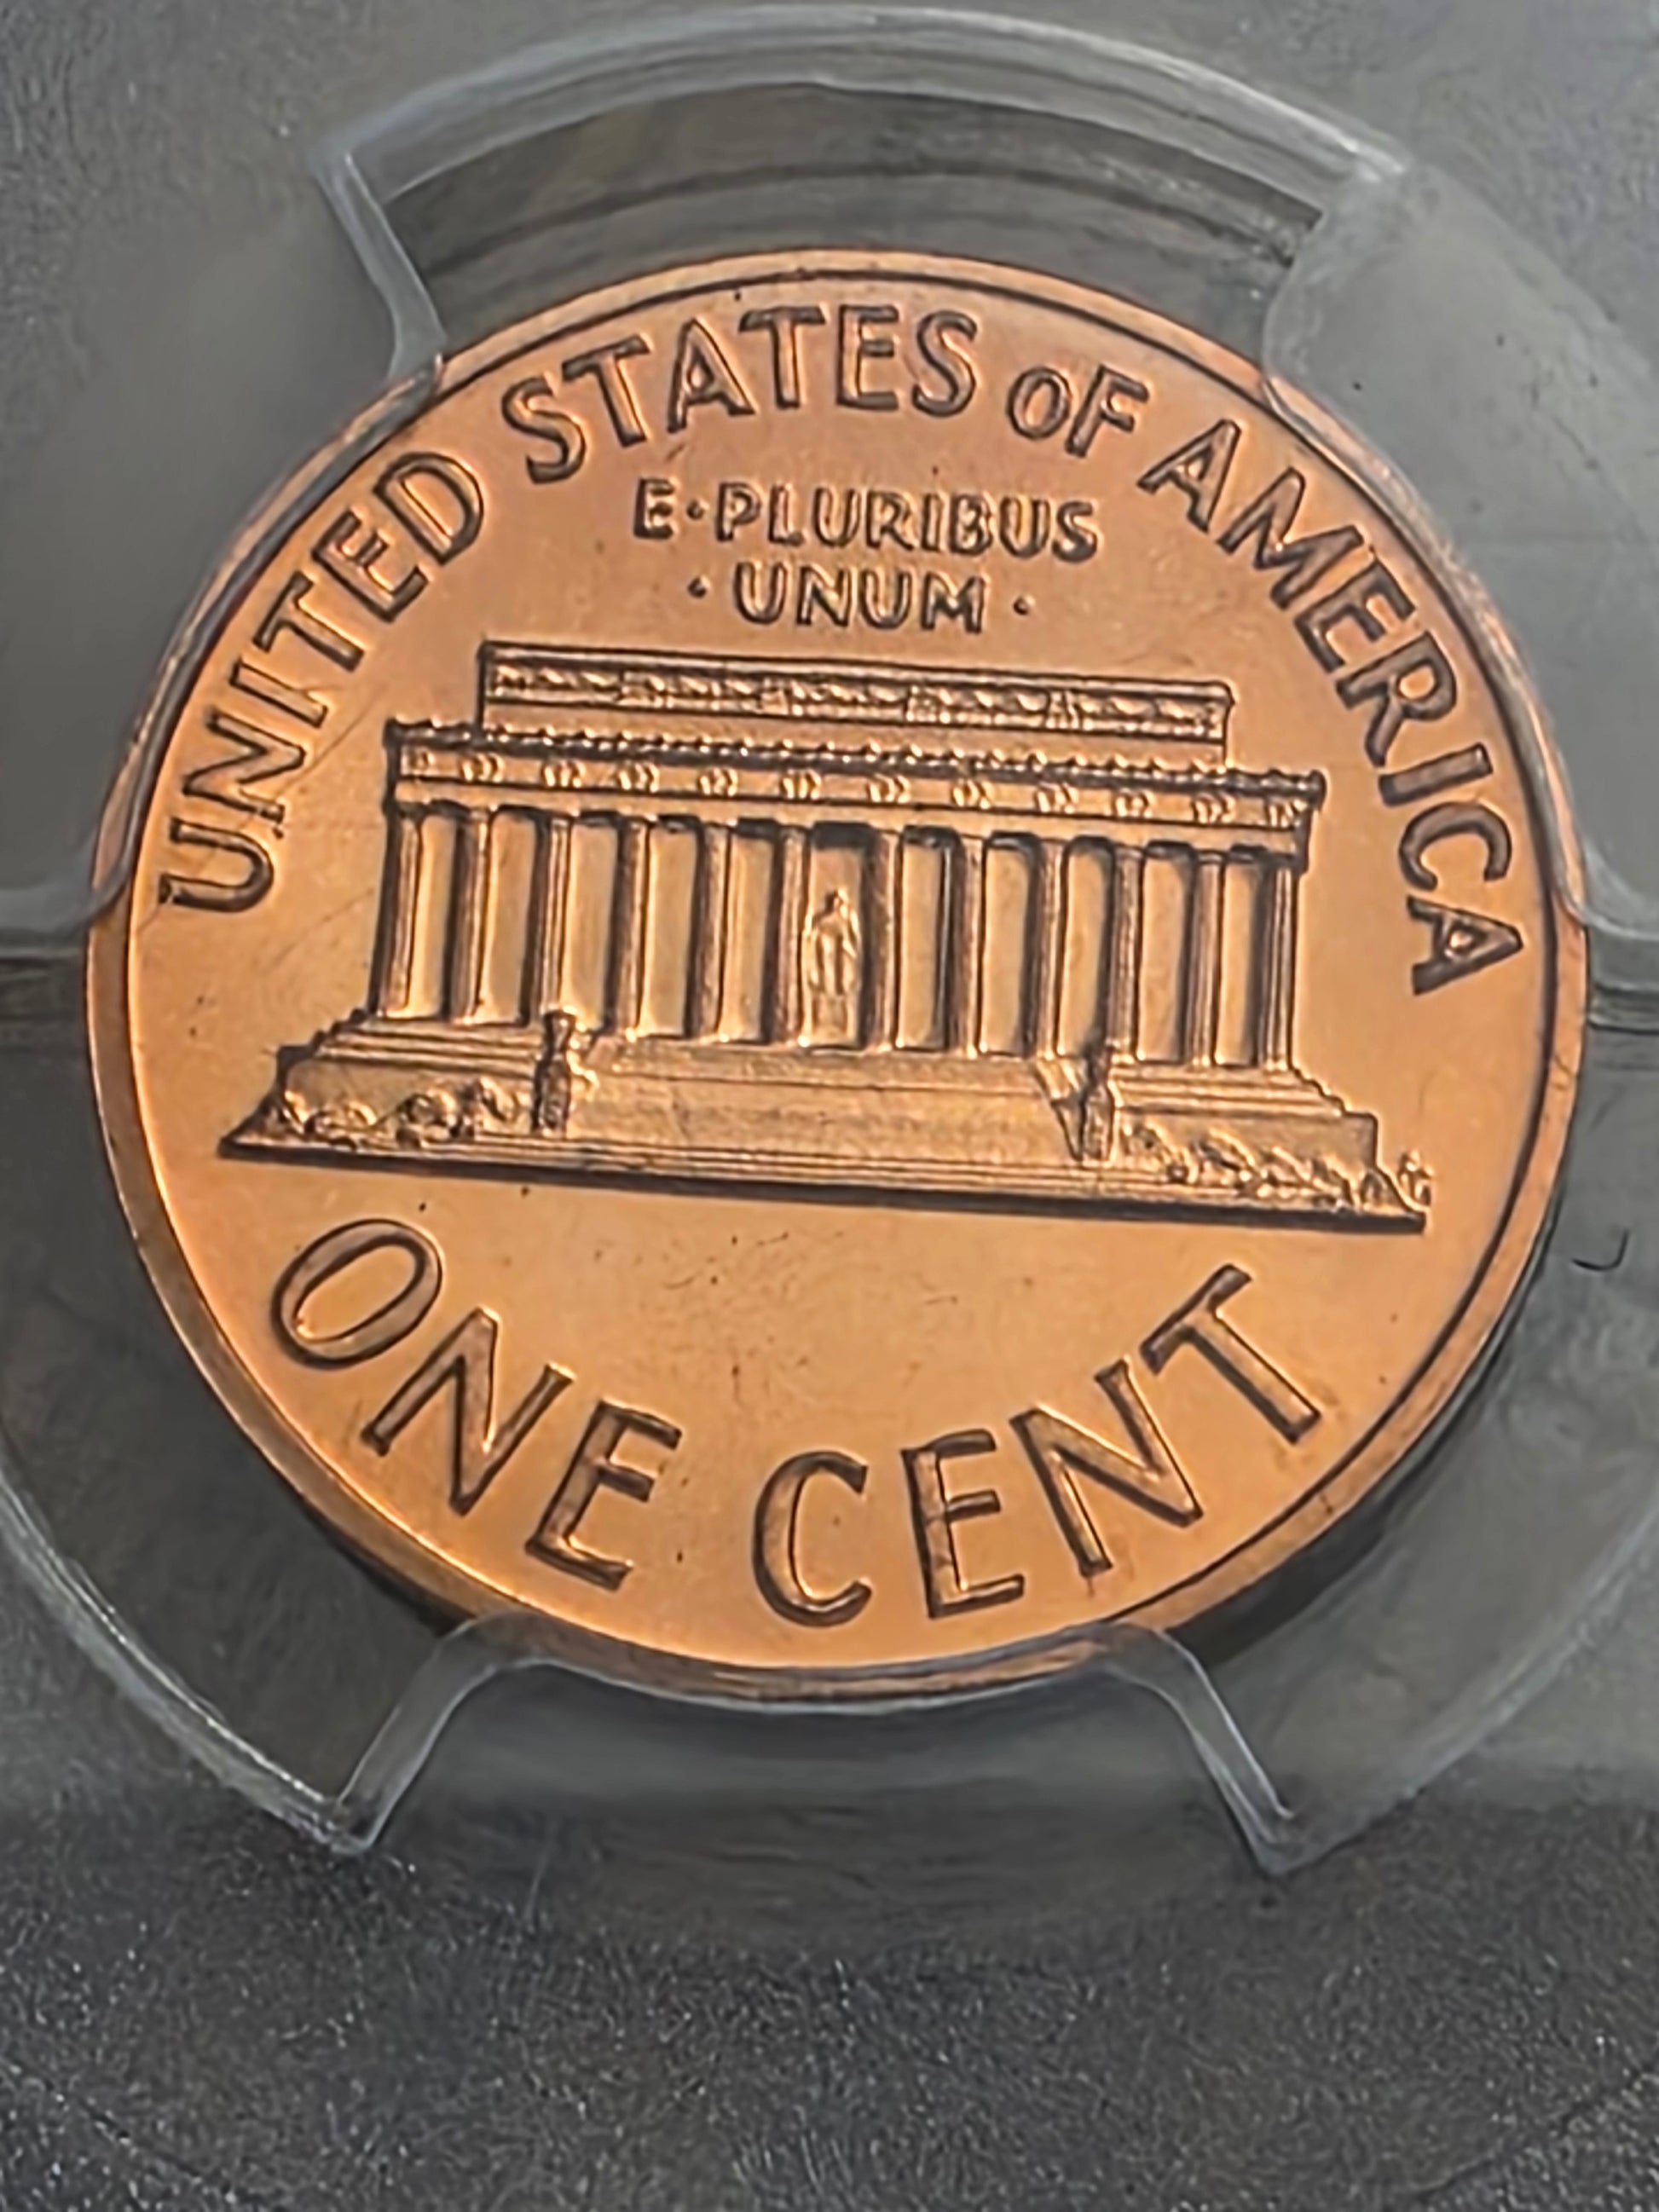 UNITED STATES OF AMERICA
E·PLURIBUS
·UNUM·
ONE CENT